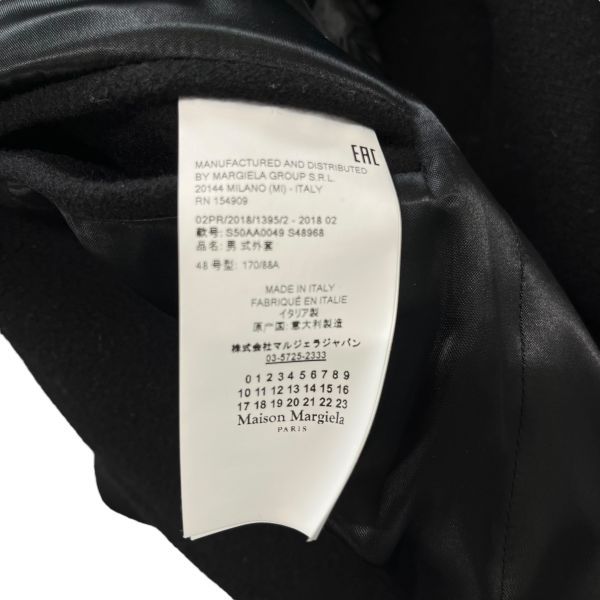 EAC
MANUFACTURED AND DISTRIBUTED
BY MARGIELA GROUP S.R.L.
20144 MILANO (MI) - ITALY
RN 154909
02PR/2018/1395/2 - 2018 02
款号: S50AA0049 S48968
品名: 男 式外套
48 号型: 170/88A
MADE IN ITALY
FABRIQUÉ EN ITALIE
イタリア製
原产国: 意大利製造
株式会社マルジェラジャパン
03-5725-2333
0 1 2 3 4 5 6 7 8 9
10 11 12 13 14 15 16
17 18 19 20 21 22 23
Maison Margiela
PARIS